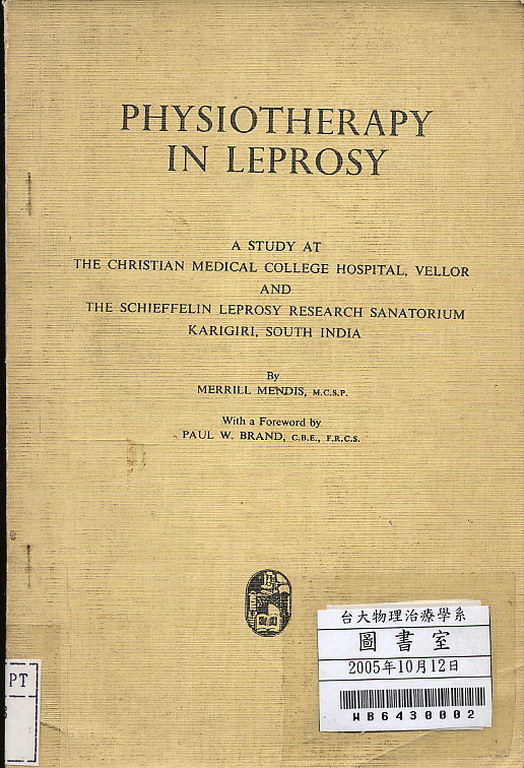 PHYSIOTHERAPY
IN LEPROSY
A STUDY AT
THE CHRISTIAN MEDICAL COLLEGE HOSPITAL, VELLOR
AND
THE SCHIEFFELIN LEPROSY RESEARCH SANATORIUM
KARIGIRI, SOUTH INDIA
By
MERRILL MENDIS, M.C.S.P.
With a Foreword by
PAUL W. BRAND, C.B.E., F.R.C.S.
台大物理治療學系
圖書室
2005年10月12日
WB6430002
PT